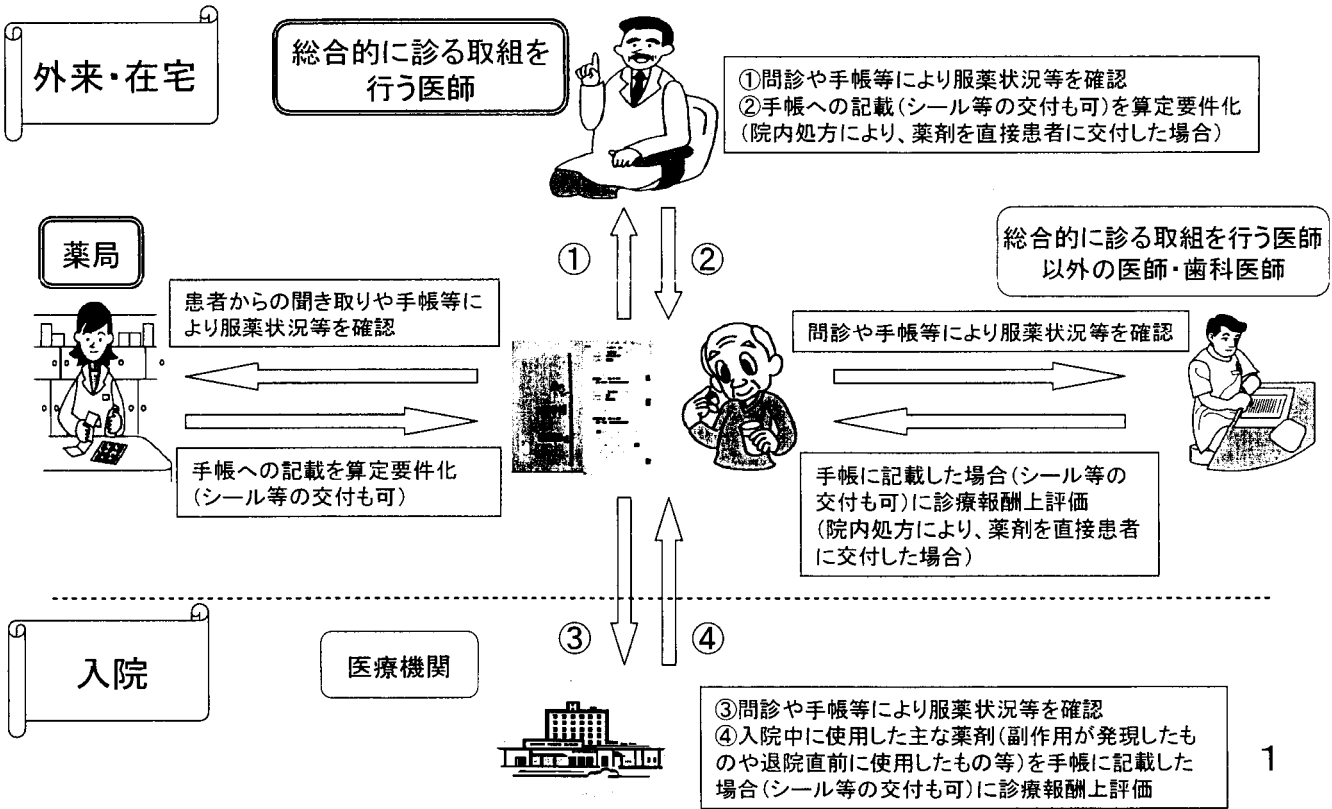 外来・在宅
総合的に診る取組を
行う医師
①問診や手帳等により服薬状況等を確認
②手帳への記載(シール等の交付も可)を算定要件化
(院内処方により、薬剤を直接患者に交付した場合)
薬局
①
②
総合的に診る取組を行う医師
以外の医師・歯科医師
患者からの聞き取りや手帳等に
より服薬状況等を確認
問診や手帳等により服薬状況等を確認
手帳への記載を算定要件化
(シール等の交付も可)
手帳に記載した場合(シール等の
交付も可)に診療報酬上評価
(院内処方により、薬剤を直接患者
に交付した場合)
入院
医療機関
③
④
③問診や手帳等により服薬状況等を確認
④入院中に使用した主な薬剤(副作用が発現したも
のや退院直前に使用したもの等)を手帳に記載した
場合(シール等の交付も可)に診療報酬上評価
1